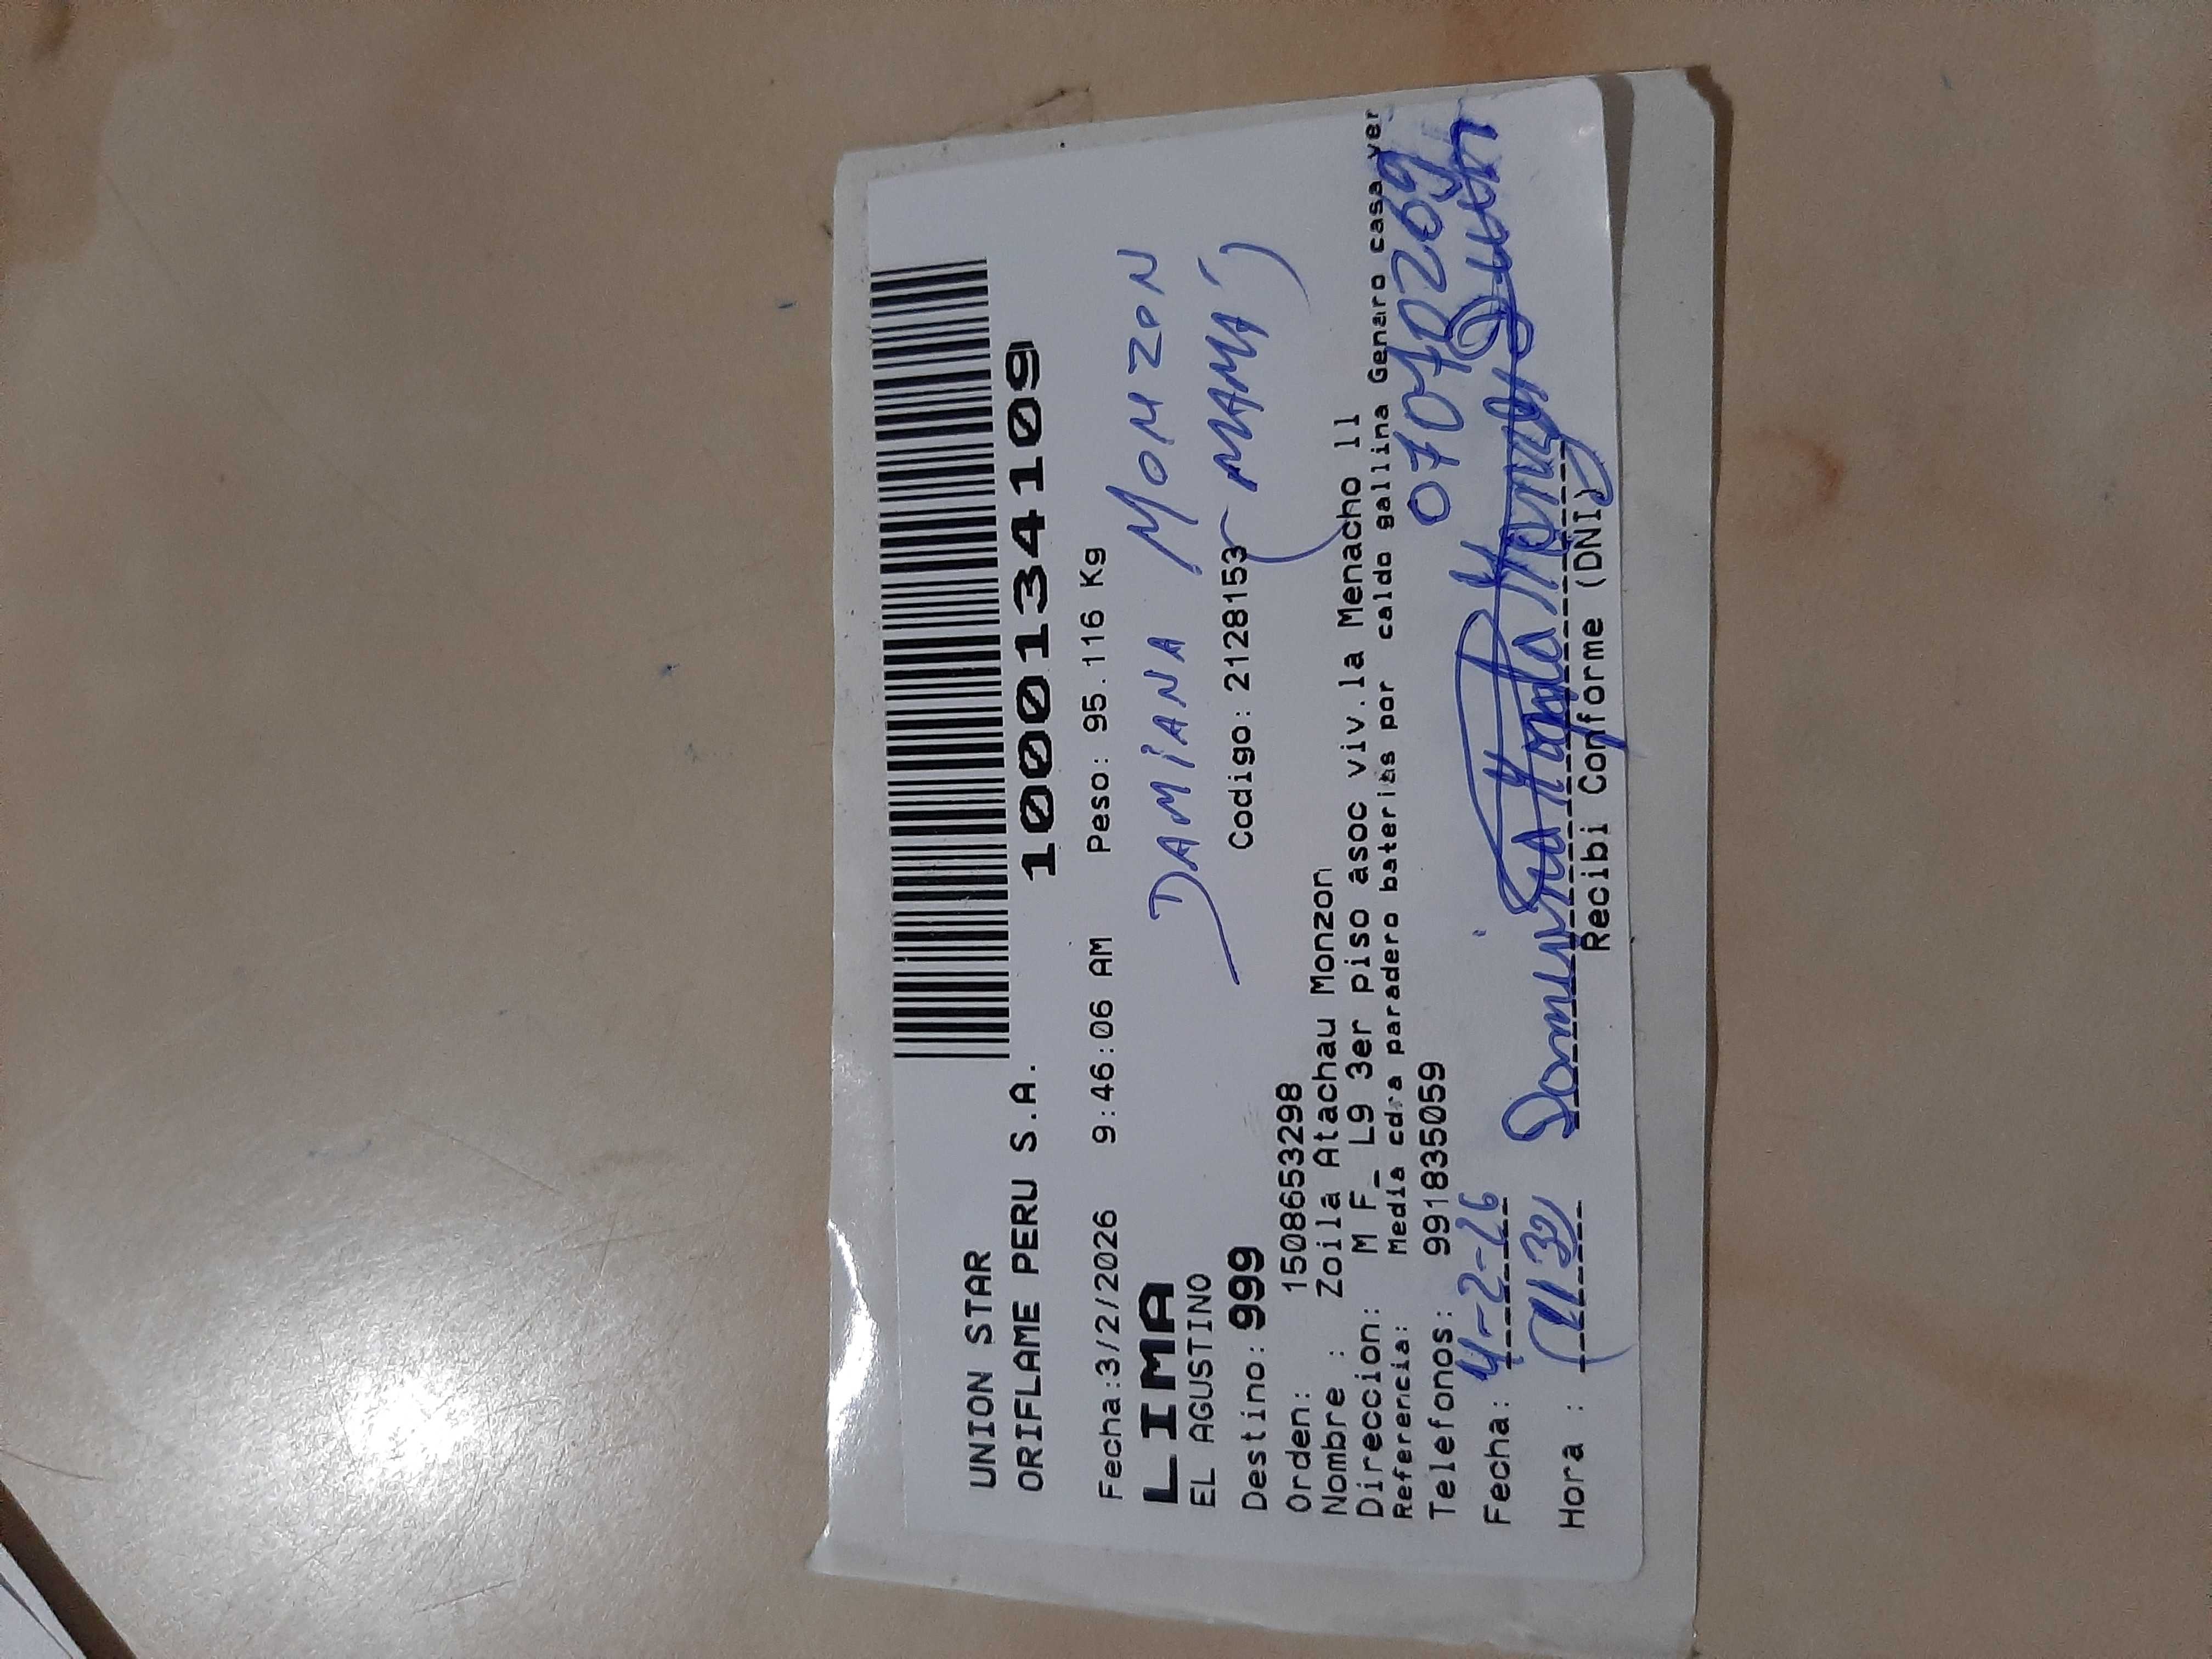 UNION STAR
ORIFLAME PERU S.A. 1000134109
Fecha:3/2/2026 9:46:06 AM Peso: 95.116 Kg
LIMA
EL AGUSTINO
DAMIANA MONZON
(MAMÁ)
Destino: 999 Codigo: 21281153
Orden: 1508653298
Nombre : Zoila Atachau Monzon
Direccion: M F_ L9 3er piso asoc viv.la Menacho 11
Referencia: Media cdra paradero baterias por caldo gallina Genaro casa ver
Telefonos: 991835059
07070269
Fecha: 4-2-26
Hora :
Recibi Conforme (DNI)